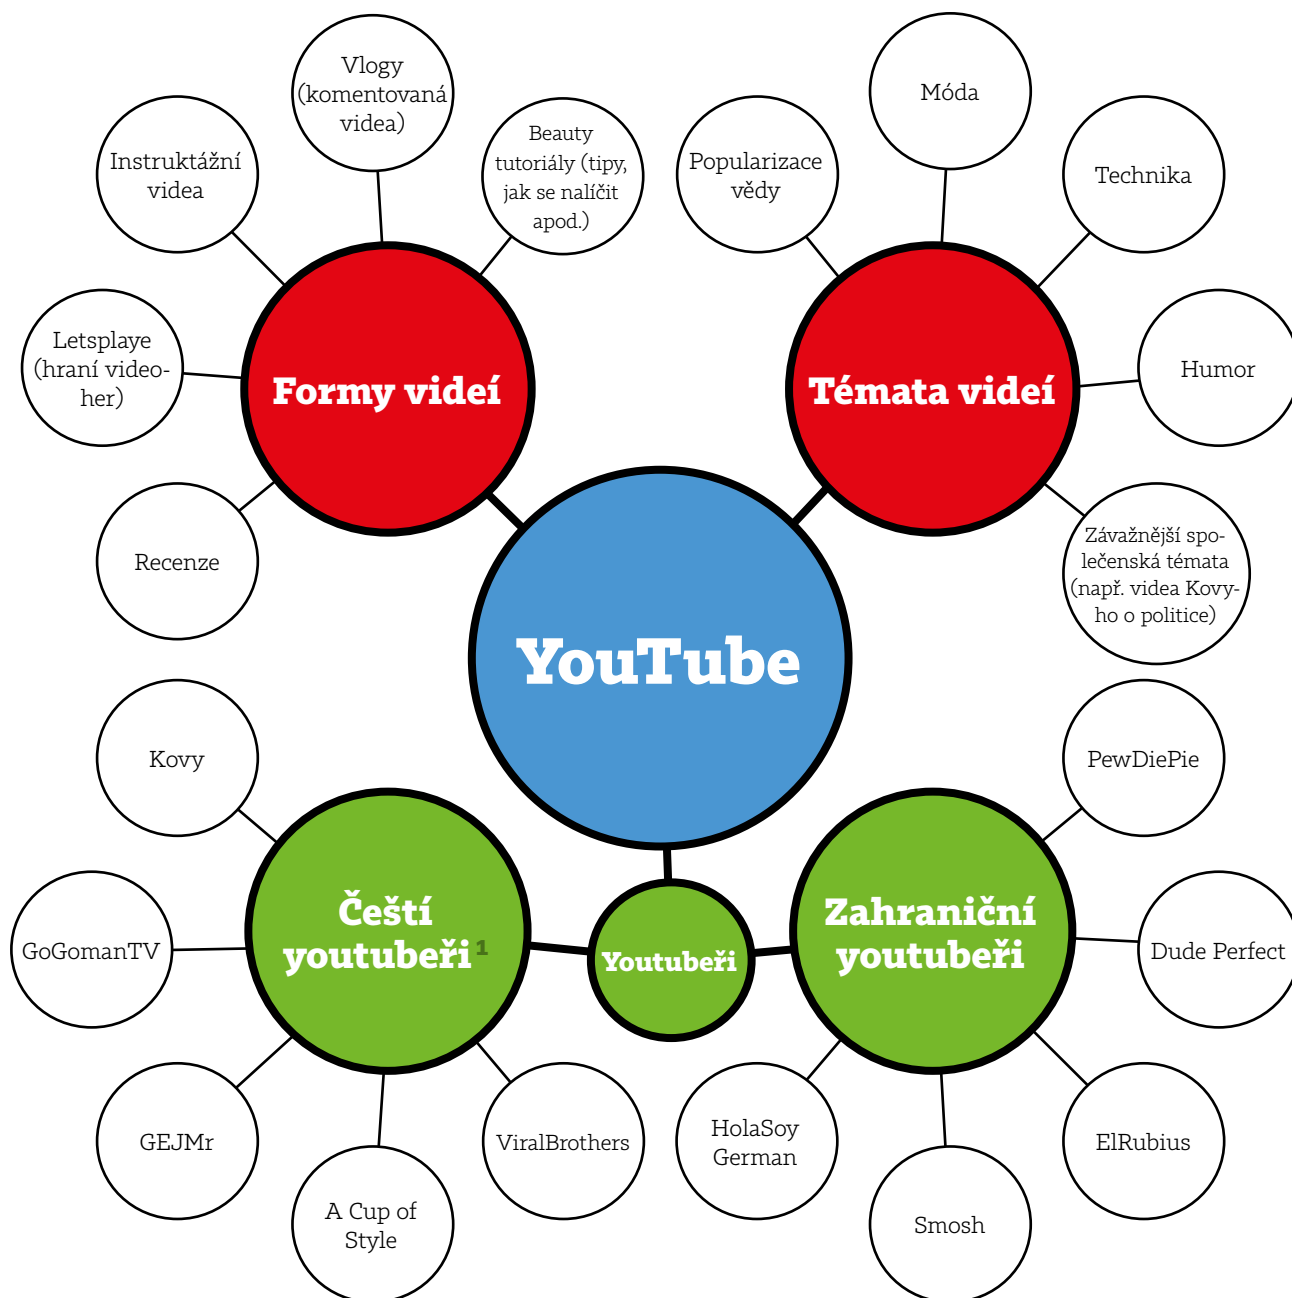 Vlogy
(komentovaná
videa)
Instruktážní
videa
Beauty
tutoriály (tipy,
jak se nalíčit
apod.)
Letsplaye
(hraní video-
her)
Recenze
Formy videí
Popularizace
vědy
Móda
Technika
Humor
Závažnější spo-
lečenská témata
(např. videa Kovy-
ho o politice)
Témata videí
YouTube
Kovy
GoGomanTV
GEJMr
A Cup of
Style
ViralBrothers
Čeští
youtubeři 1
Youtubeři
Zahraniční
youtubeři
PewDiePie
Dude Perfect
ElRubius
Smosh
HolaSoy
German